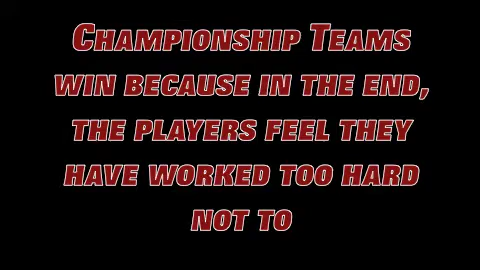 Championship Teams
win because in the end,
the players feel they
have worked too hard
not to